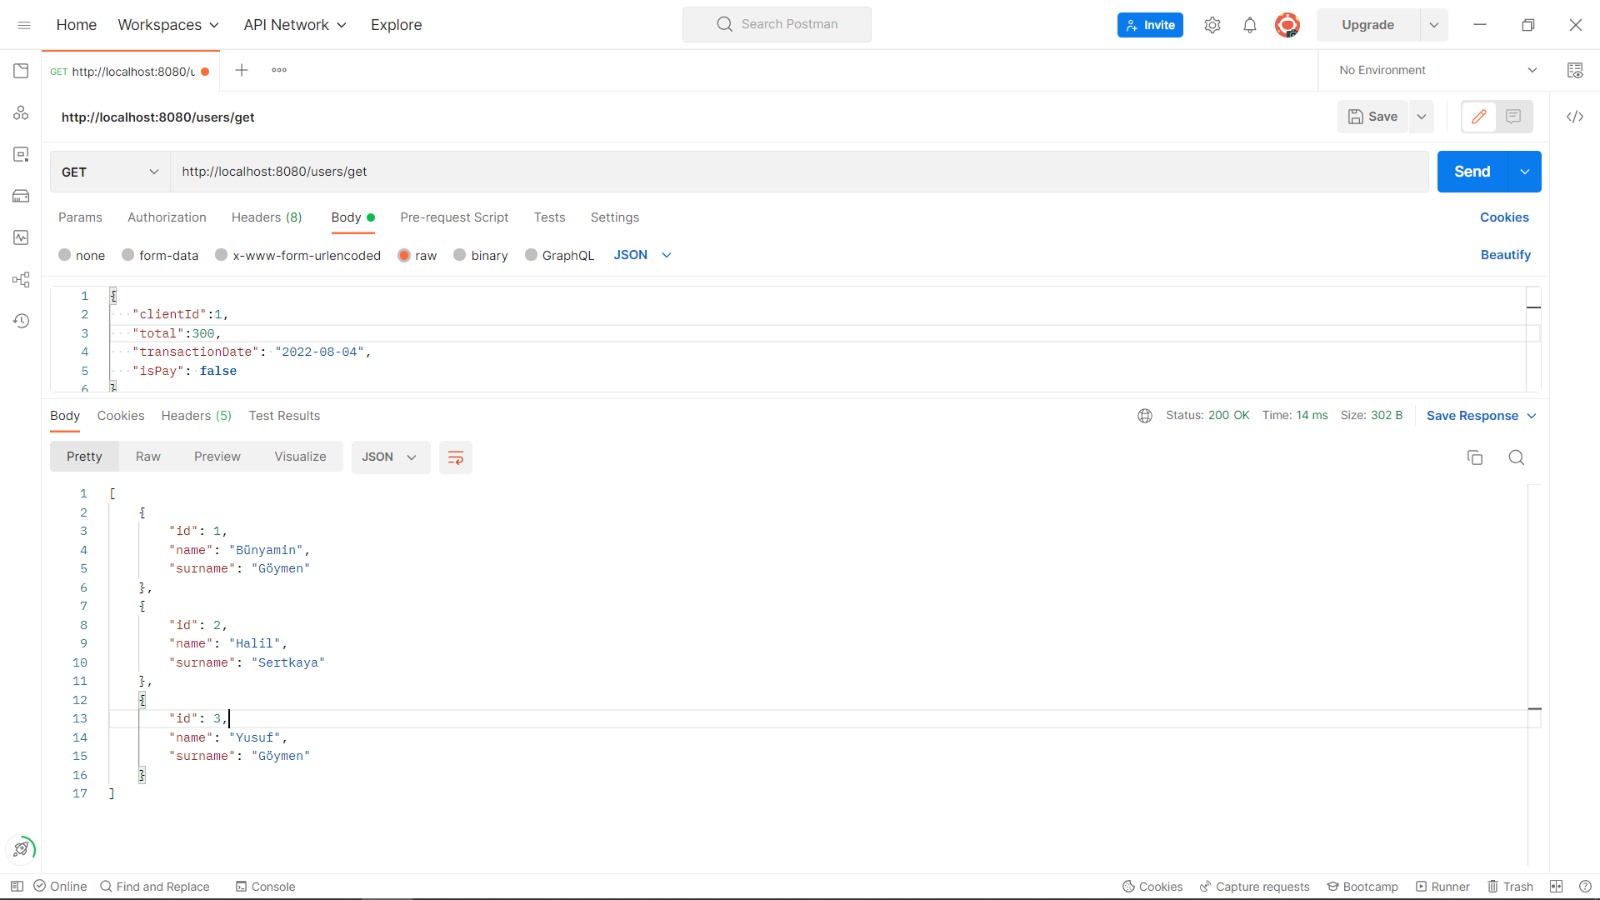 Home Workspaces API Network Explore Search Postman Invite Upgrade
GET http://localhost:8080/u No Environment
http://localhost:8080/users/get Save
GET http://localhost:8080/users/get Send
Params Authorization Headers (8) Body Pre-request Script Tests Settings Cookies
none form-data x-www-form-urlencoded raw binary GraphQL JSON Beautify
1 {
2 "clientId":1,
3 "total":300,
4 "transactionDate": "2022-08-04",
5 "isPay": false
6 }
Body Cookies Headers (5) Test Results Status: 200 OK Time: 14 ms Size: 302 B Save Response
Pretty Raw Preview Visualize JSON
1 [
2 {
3 "id": 1,
4 "name": "Bünyamin",
5 "surname": "Göymen"
6 },
7 {
8 "id": 2,
9 "name": "Halil",
10 "surname": "Sertkaya"
11 },
12 {
13 "id": 3,
14 "name": "Yusuf",
15 "surname": "Göymen"
16 }
17 ]
Online Find and Replace Console Cookies Capture requests Bootcamp Runner Trash